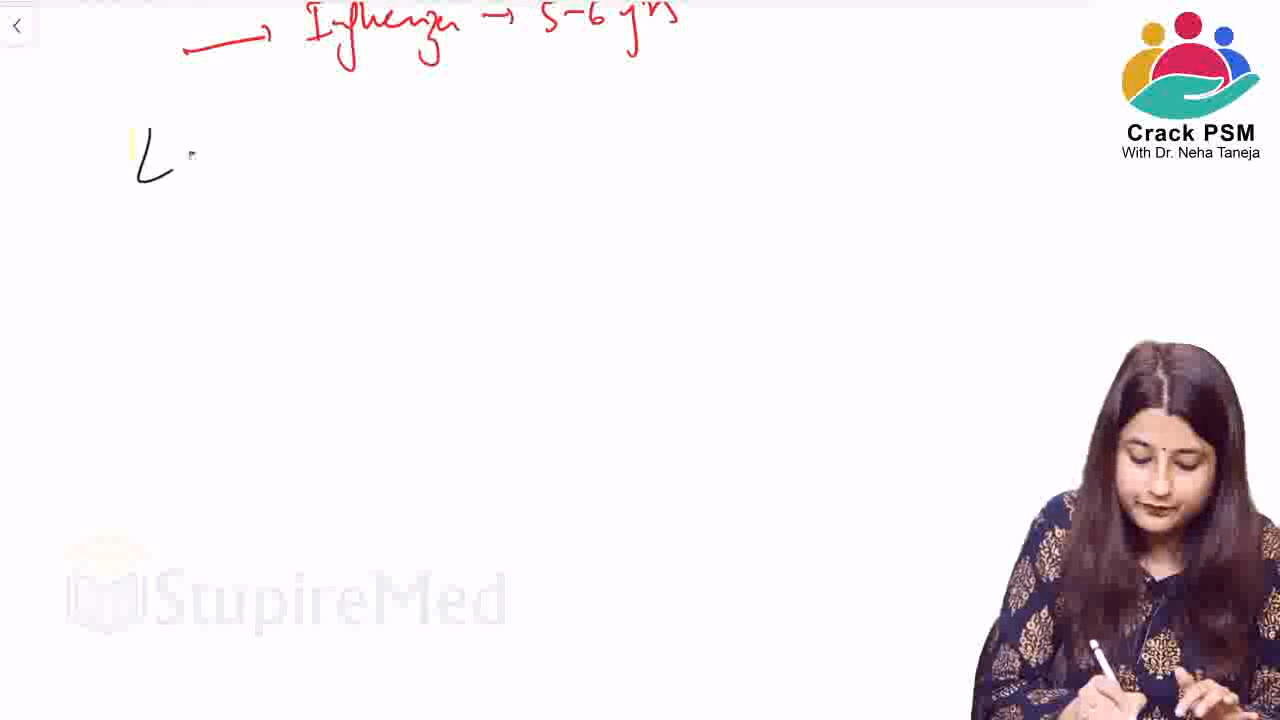 → Influenza → 5-6 yrs
L
Crack PSM
With Dr. Neha Taneja
StupireMed